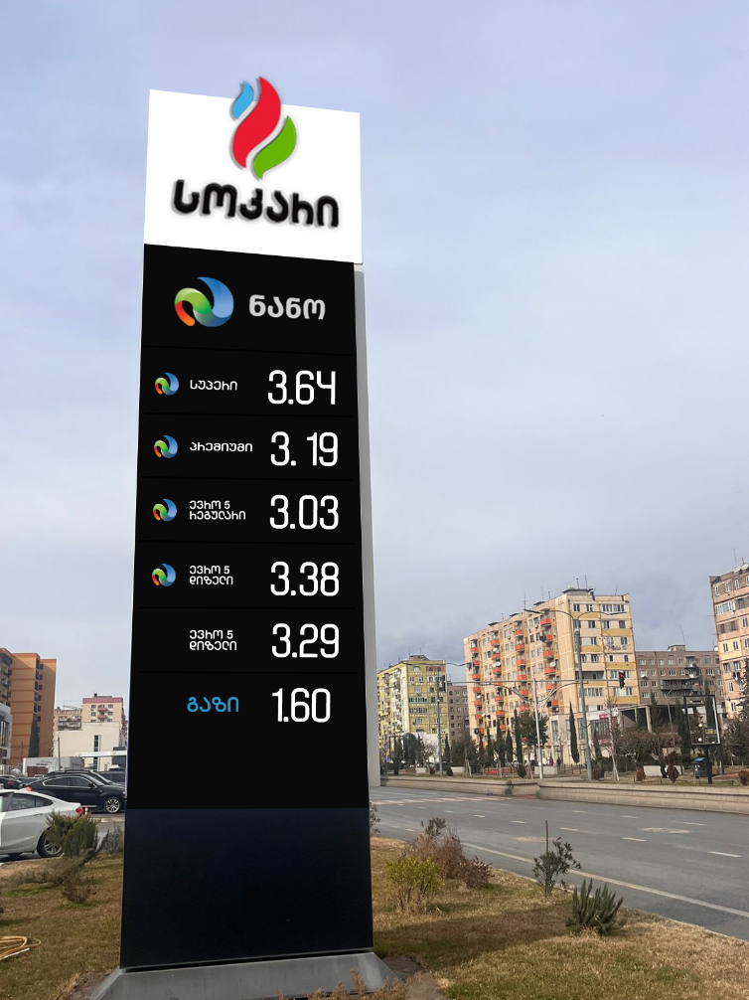 სოკარი
ნანო
სუპერი 3.64
პრემიუმი 3.19
ევრო 5
რეგულარი 3.03
ევრო 5
დიზელი 3.38
ევრო 5
დიზელი 3.29
გაზი 1.60